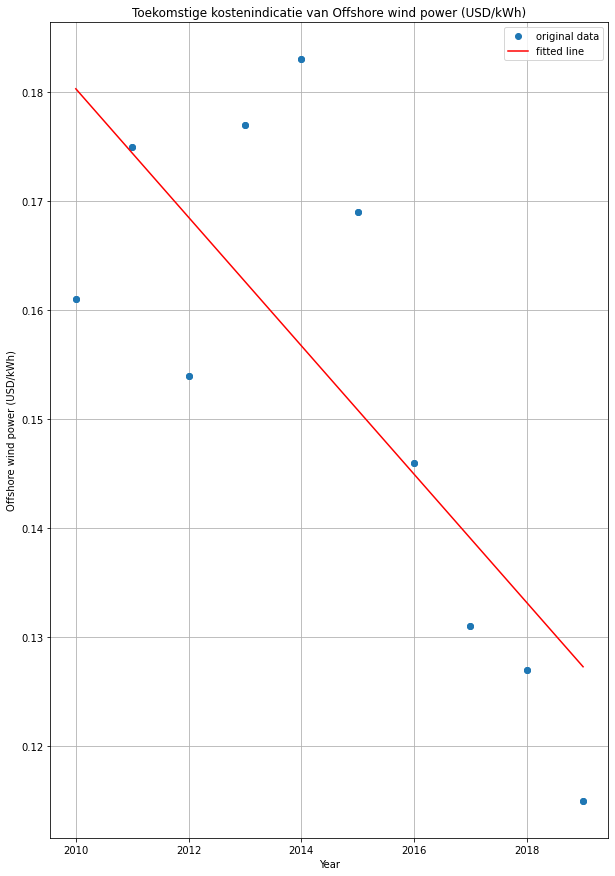 Toekomstige kostenindicatie van Offshore wind power (USD/kWh)
original data
fitted line
0.18
0.17
0.16
0.15
0.14
0.13
0.12
Offshore wind power (USD/kWh)
2010
2012
2014
2016
2018
Year